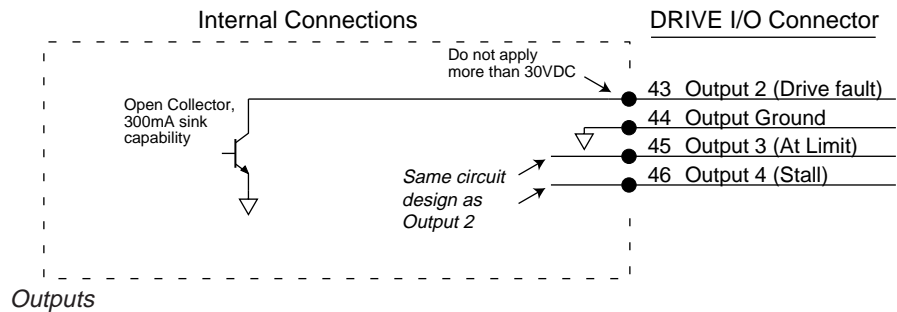 Internal Connections
DRIVE I/O Connector
Do not apply
more than 30VDC
Open Collector,
300mA sink
capability
43 Output 2 (Drive fault)
44 Output Ground
45 Output 3 (At Limit)
46 Output 4 (Stall)
Same circuit
design as
Output 2
Outputs